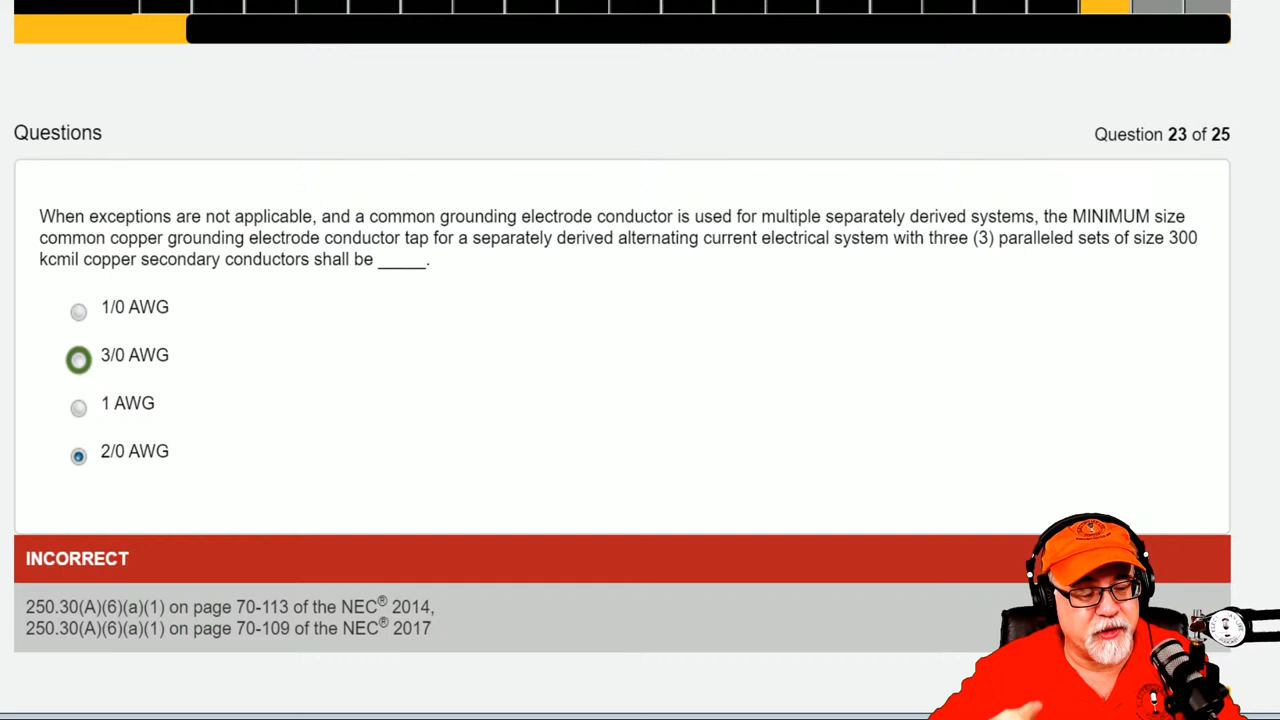 Questions
Question 23 of 25
When exceptions are not applicable, and a common grounding electrode conductor is used for multiple separately derived systems, the MINIMUM size
common copper grounding electrode conductor tap for a separately derived alternating current electrical system with three (3) paralleled sets of size 300
kcmil copper secondary conductors shall be _____.
1/0 AWG
3/0 AWG
1 AWG
2/0 AWG
INCORRECT
250.30(A)(6)(a)(1) on page 70-113 of the NEC® 2014,
250.30(A)(6)(a)(1) on page 70-109 of the NEC® 2017